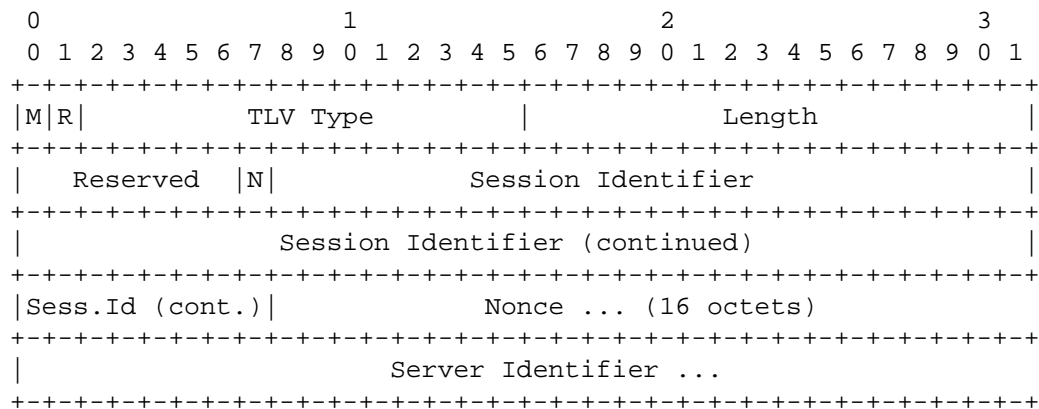 0                   1                   2                   3
 0 1 2 3 4 5 6 7 8 9 0 1 2 3 4 5 6 7 8 9 0 1 2 3 4 5 6 7 8 9 0 1
+-+-+-+-+-+-+-+-+-+-+-+-+-+-+-+-+-+-+-+-+-+-+-+-+-+-+-+-+-+-+-+-+
|M|R|          TLV Type         |            Length             |
+-+-+-+-+-+-+-+-+-+-+-+-+-+-+-+-+-+-+-+-+-+-+-+-+-+-+-+-+-+-+-+-+
|   Reserved  |N|            Session Identifier                 |
+-+-+-+-+-+-+-+-+-+-+-+-+-+-+-+-+-+-+-+-+-+-+-+-+-+-+-+-+-+-+-+-+
|                Session Identifier (continued)                 |
+-+-+-+-+-+-+-+-+-+-+-+-+-+-+-+-+-+-+-+-+-+-+-+-+-+-+-+-+-+-+-+-+
|Sess.Id (cont.)|             Nonce ... (16 octets)
+-+-+-+-+-+-+-+-+-+-+-+-+-+-+-+-+-+-+-+-+-+-+-+-+-+-+-+-+-+-+-+-+
|                       Server Identifier ...
+-+-+-+-+-+-+-+-+-+-+-+-+-+-+-+-+-+-+-+-+-+-+-+-+-+-+-+-+-+-+-+-+